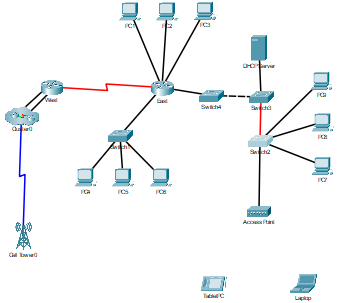 PC1
PC2
PC3
DHCP Server
West
East
Switch4
Switch3
PC9
Cluster0
PC8
Switch1
Switch2
PC7
PC4
PC5
PC6
Access Point
Cell Tower0
TabletPC
Laptop